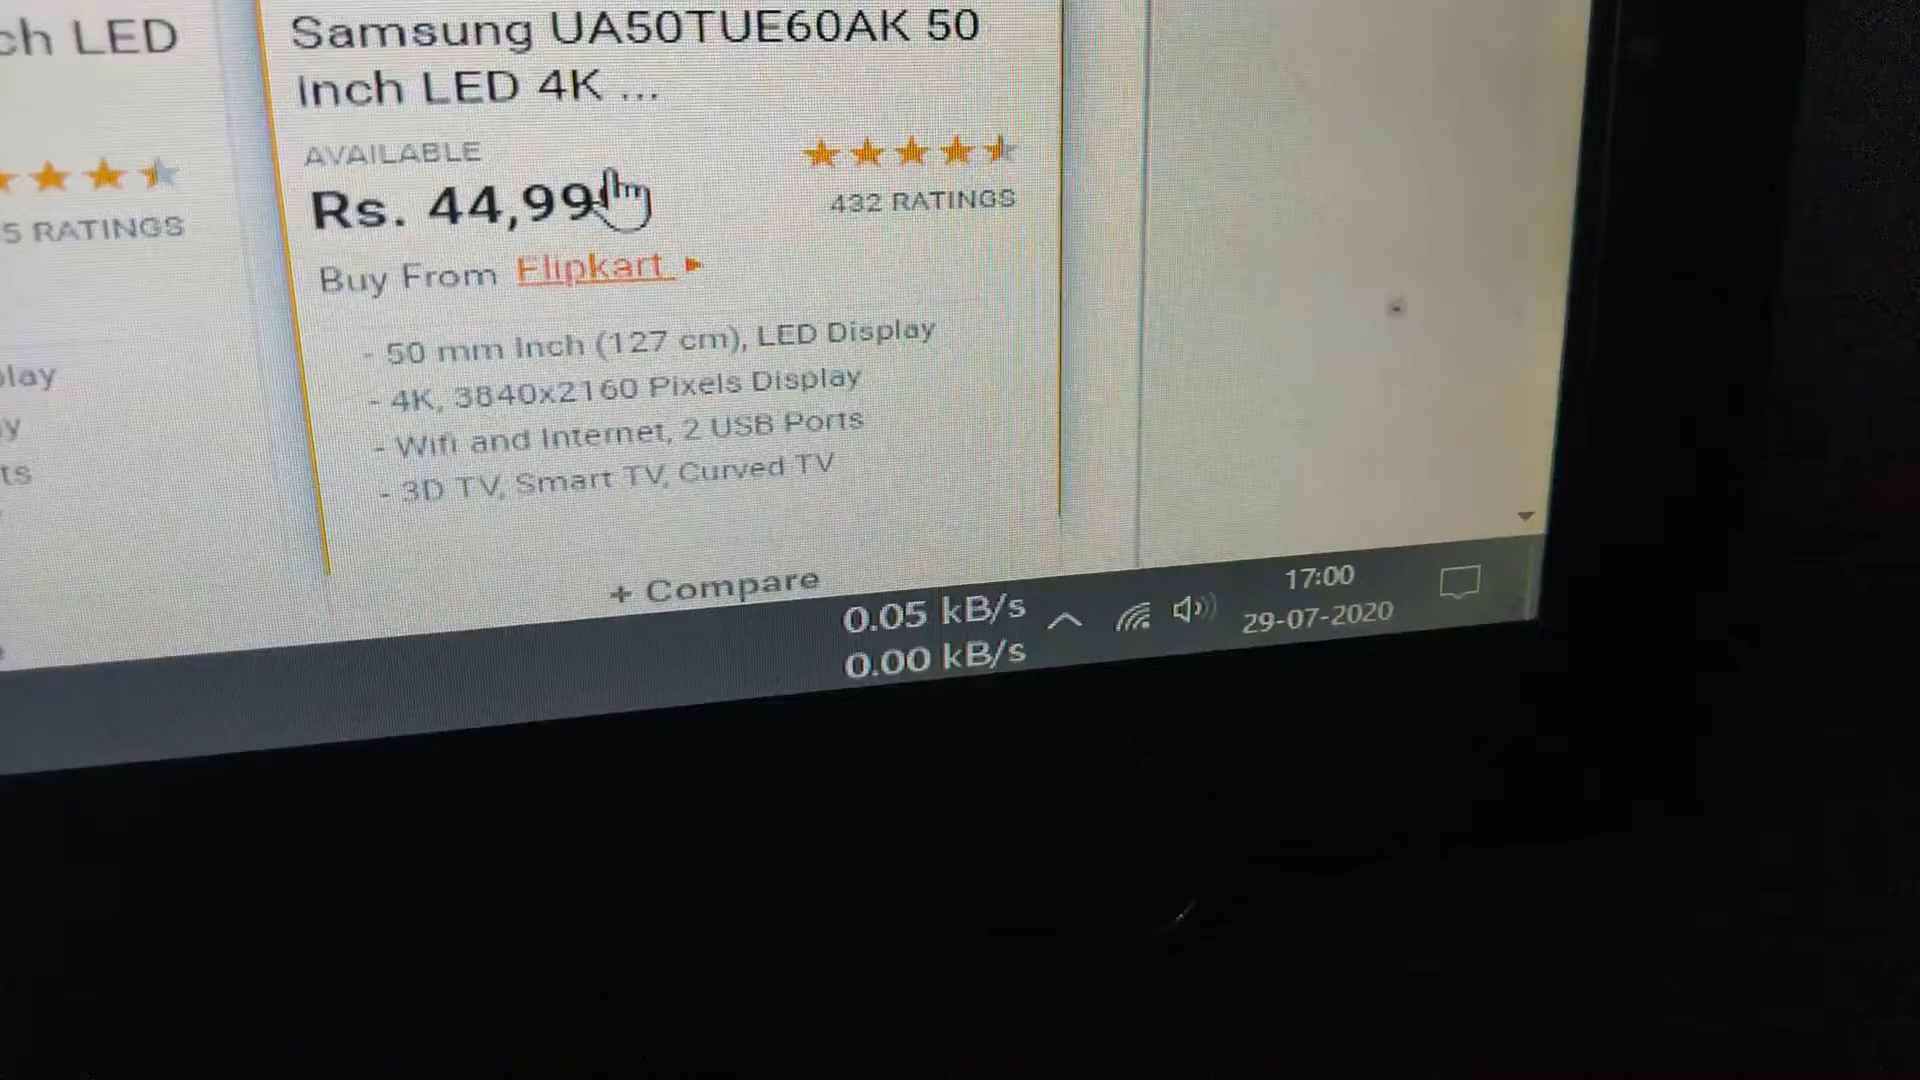 ch LED
5 RATINGS
play
y
ts
Samsung UA50TUE60AK 50
inch LED 4K ...
AVAILABLE
Rs. 44,99
432 RATINGS
Buy From Flipkart
- 50 mm Inch (127 cm), LED Display
- 4K, 3840x2160 Pixels Display
- Wifi and Internet, 2 USB Ports
- 3D TV, Smart TV, Curved TV
+ Compare
0.05 kB/s
0.00 kB/s
17:00
29-07-2020